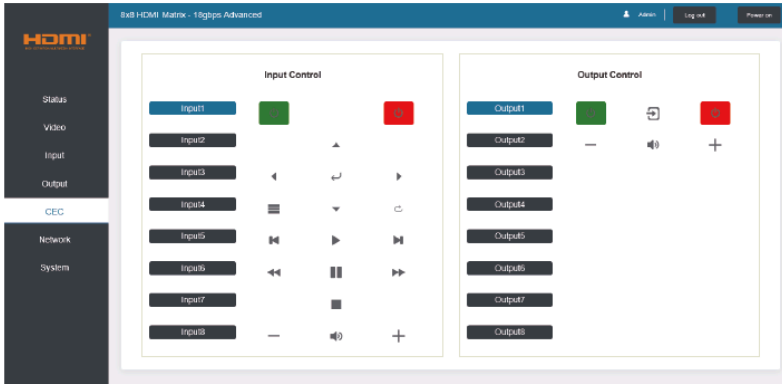 8x8 HDMI Matrix - 18gbps Advanced
Admin
Log out
Power on
HDMI
Status
Video
Input
Output
CEC
Network
System
Input Control
Input1
Input2
Input3
Input4
Input5
Input6
Input7
Input8
Output Control
Output1
Output2
Output3
Output4
Output5
Output6
Output7
Output8